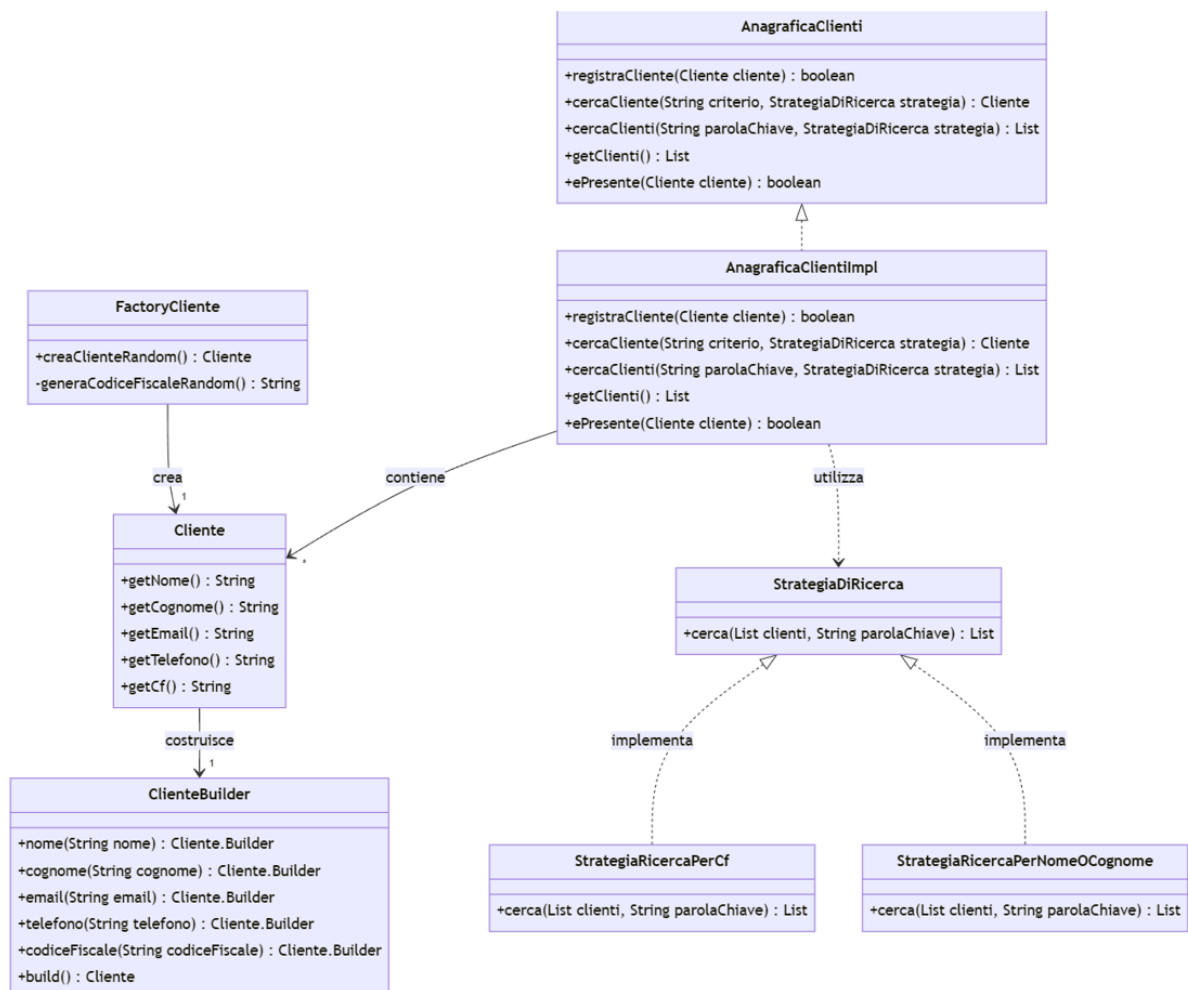 AnagraficaClienti
+registraCliente(Cliente cliente) : boolean
+cercaCliente(String criterio, StrategiaDiRicerca strategia) : Cliente
+cercaClienti(String parolaChiave, StrategiaDiRicerca strategia) : List
+getClienti() : List
+ePresente(Cliente cliente) : boolean
AnagraficaClientiImpl
+registraCliente(Cliente cliente) : boolean
+cercaCliente(String criterio, StrategiaDiRicerca strategia) : Cliente
+cercaClienti(String parolaChiave, StrategiaDiRicerca strategia) : List
+getClienti() : List
+ePresente(Cliente cliente) : boolean
FactoryCliente
+creaClienteRandom() : Cliente
-generaCodiceFiscaleRandom() : String
crea
1
contiene
*
utilizza
Cliente
+getNome() : String
+getCognome() : String
+getEmail() : String
+getTelefono() : String
+getCf() : String
StrategiaDiRicerca
+cerca(List clienti, String parolaChiave) : List
costruisce
1
implementa
implementa
ClienteBuilder
+nome(String nome) : Cliente.Builder
+cognome(String cognome) : Cliente.Builder
+email(String email) : Cliente.Builder
+telefono(String telefono) : Cliente.Builder
+codiceFiscale(String codiceFiscale) : Cliente.Builder
+build() : Cliente
StrategiaRicercaPerCf
+cerca(List clienti, String parolaChiave) : List
StrategiaRicercaPerNomeOCognome
+cerca(List clienti, String parolaChiave) : List